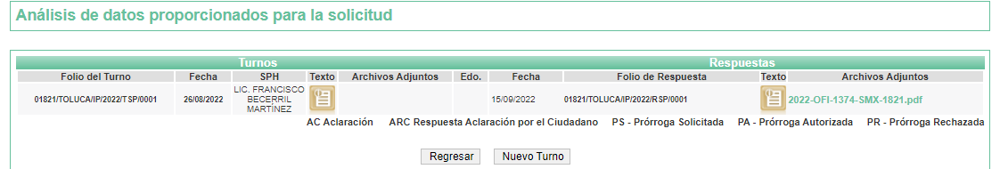 Análisis de datos proporcionados para la solicitud
Turnos Respuestas
Folio del Turno Fecha SPH Texto Archivos Adjuntos Edo. Fecha Folio de Respuesta Texto Archivos Adjuntos
01821/TOLUCA/IP/2022/TSP/0001 26/08/2022 LIC. FRANCISCO BECERRIL MARTÍNEZ 15/09/2022 01821/TOLUCA/IP/2022/RSP/0001 2022-OFI-1374-SMX-1821.pdf
AC Aclaración ARC Respuesta Aclaración por el Ciudadano PS - Prórroga Solicitada PA - Prórroga Autorizada PR - Prórroga Rechazada
Regresar Nuevo Turno